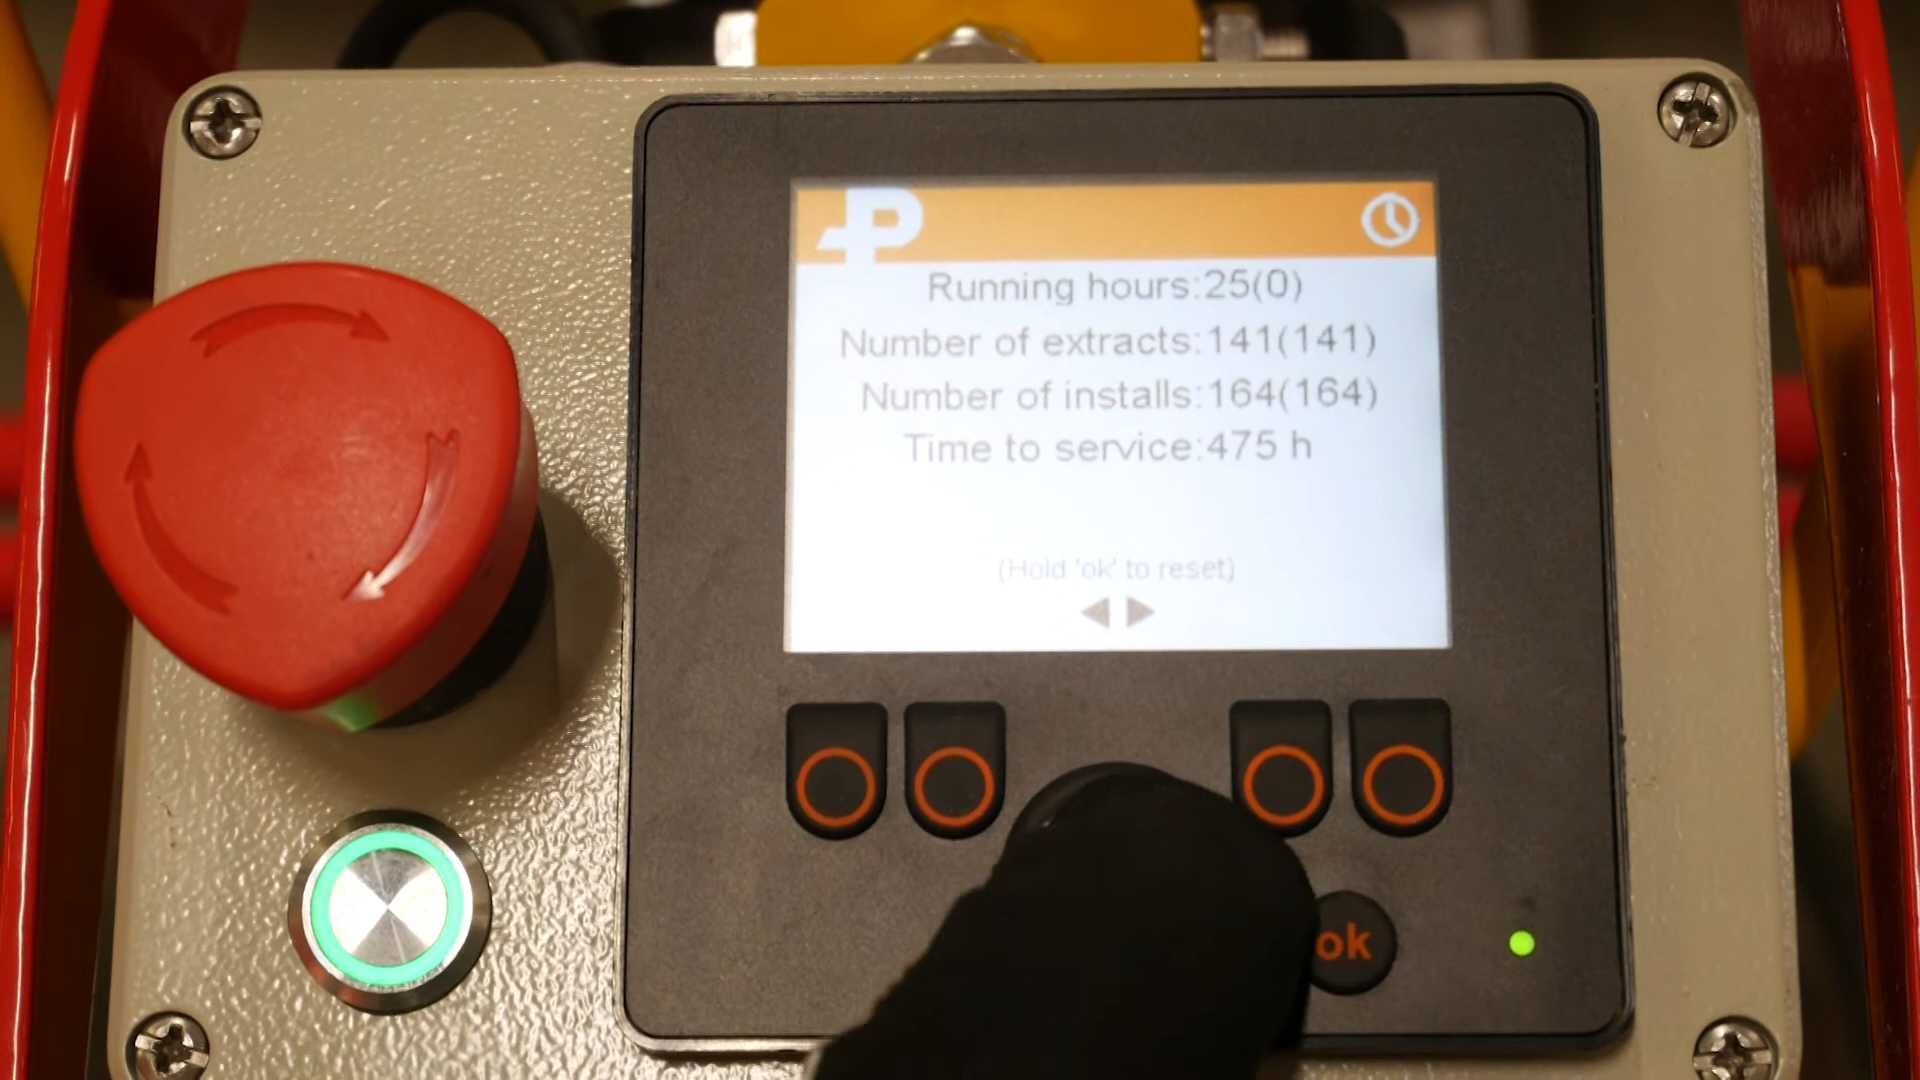 Running hours:25(0)
Number of extracts:141(141)
Number of installs:164(164)
Time to service:475 h
(Hold 'ok' to reset)
ok